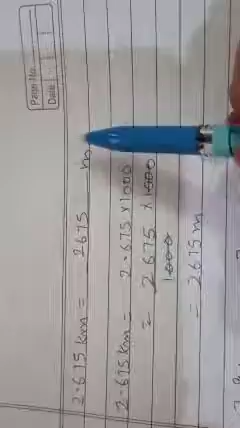 Page No.
Date
2.675 km = 2675 m
2.675 km = 2.675 × 1000
= 2675 × 1000
1000
= 2675 m